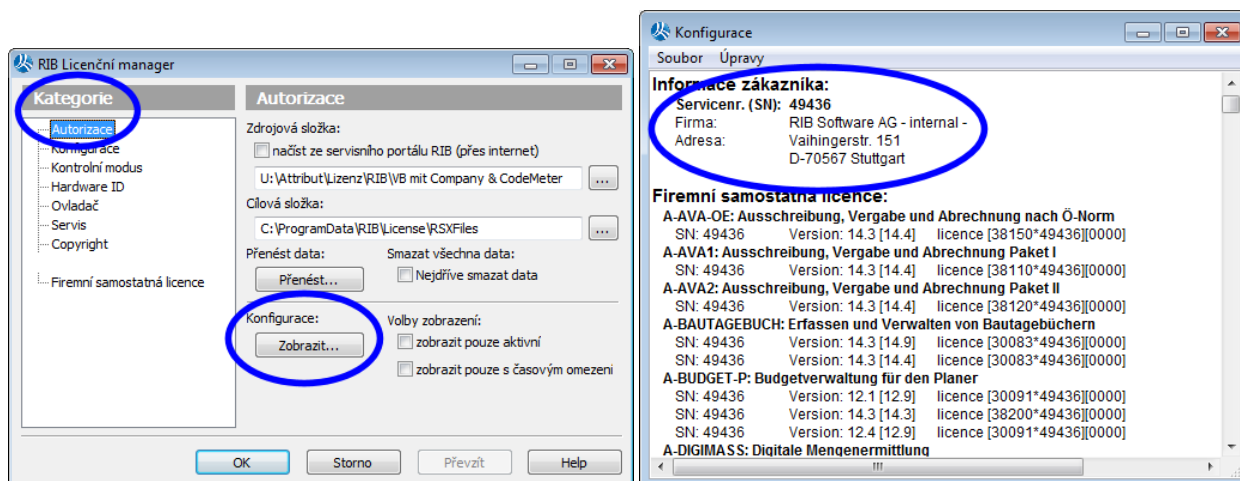 RIB Licenční manager
Kategorie
Autorizace
Konfigurace
Kontrolní modus
Hardware ID
Ovladač
Servis
Copyright
Firemní samostatná licence
Autorizace
Zdrojová složka:
načíst ze servisního portálu RIB (přes internet)
U:\Attribut\Lizenz\RIB\VB mit Company & CodeMeter
...
Cílová složka:
C:\ProgramData\RIB\License\RSXFiles
...
Přenést data: Smazat všechna data:
Přenést... Nejdříve smazat data
Konfigurace: Volby zobrazení:
Zobrazit... zobrazit pouze aktivní
zobrazit pouze s časovým omezeni
OK Storno Převzít Help
Konfigurace
Soubor Úpravy
Informace zákazníka:
Servicenr. (SN): 49436
Firma: RIB Software AG - internal -
Adresa: Vaihingerstr. 151
D-70567 Stuttgart
Firemní samostatná licence:
A-AVA-OE: Ausschreibung, Vergabe und Abrechnung nach Ö-Norm
SN: 49436 Version: 14.3 [14.4] licence [38150*49436][0000]
A-AVA1: Ausschreibung, Vergabe und Abrechnung Paket I
SN: 49436 Version: 14.3 [14.4] licence [38110*49436][0000]
A-AVA2: Ausschreibung, Vergabe und Abrechnung Paket II
SN: 49436 Version: 14.3 [14.4] licence [38120*49436][0000]
A-BAUTAGEBUCH: Erfassen und Verwalten von Bautagebüchern
SN: 49436 Version: 14.3 [14.9] licence [30083*49436][0000]
SN: 49436 Version: 14.3 [14.4] licence [30083*49436][0000]
A-BUDGET-P: Budgetverwaltung für den Planer
SN: 49436 Version: 12.1 [12.9] licence [30091*49436][0000]
SN: 49436 Version: 14.3 [14.3] licence [38200*49436][0000]
SN: 49436 Version: 12.4 [12.9] licence [30091*49436][0000]
A-DIGIMASS: Digitale Mengenermittlung